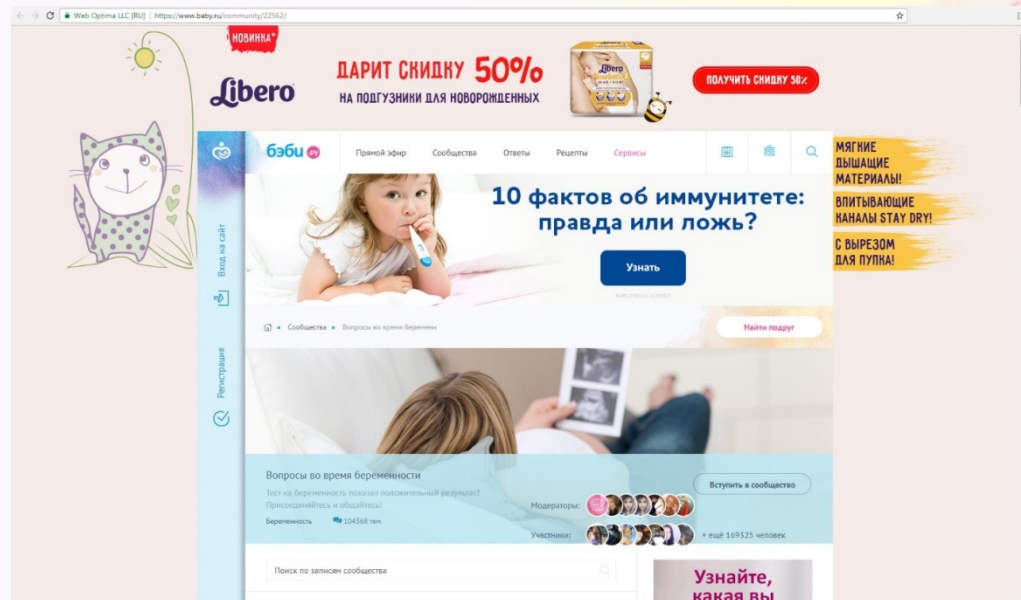 Web Optima LLC [RU] | https://www.baby.ru/community/22562/
НОВИНКА*
Libero
ДАРИТ СКИДКУ 50%
НА ПОДГУЗНИКИ ДЛЯ НОВОРОЖДЕННЫХ
Libero
ПОЛУЧИТЬ СКИДКУ 50%
бэби .РУ
Прямой эфир Сообщества Ответы Рецепты Сервисы
МЯГКИЕ
ДЫШАЩИЕ
МАТЕРИАЛЫ!
ВПИТЫВАЮЩИЕ
КАНАЛЫ STAY DRY!
С ВЫРЕЗОМ
ДЛЯ ПУПКА!
10 фактов об иммунитете:
правда или ложь?
Узнать
Вход на сайт
Регистрация
Сообщества • Вопросы во время беременн
Найти подруг
Вопросы во время беременности
Тест на беременность показал положительный результат?
Присоединяйтесь и общайтесь!
Беременность 104368 тем
Вступить в сообщество
Модераторы:
Участники:
+ ещё 169325 человек
Поиск по записям сообщества
Узнайте,
какая вы